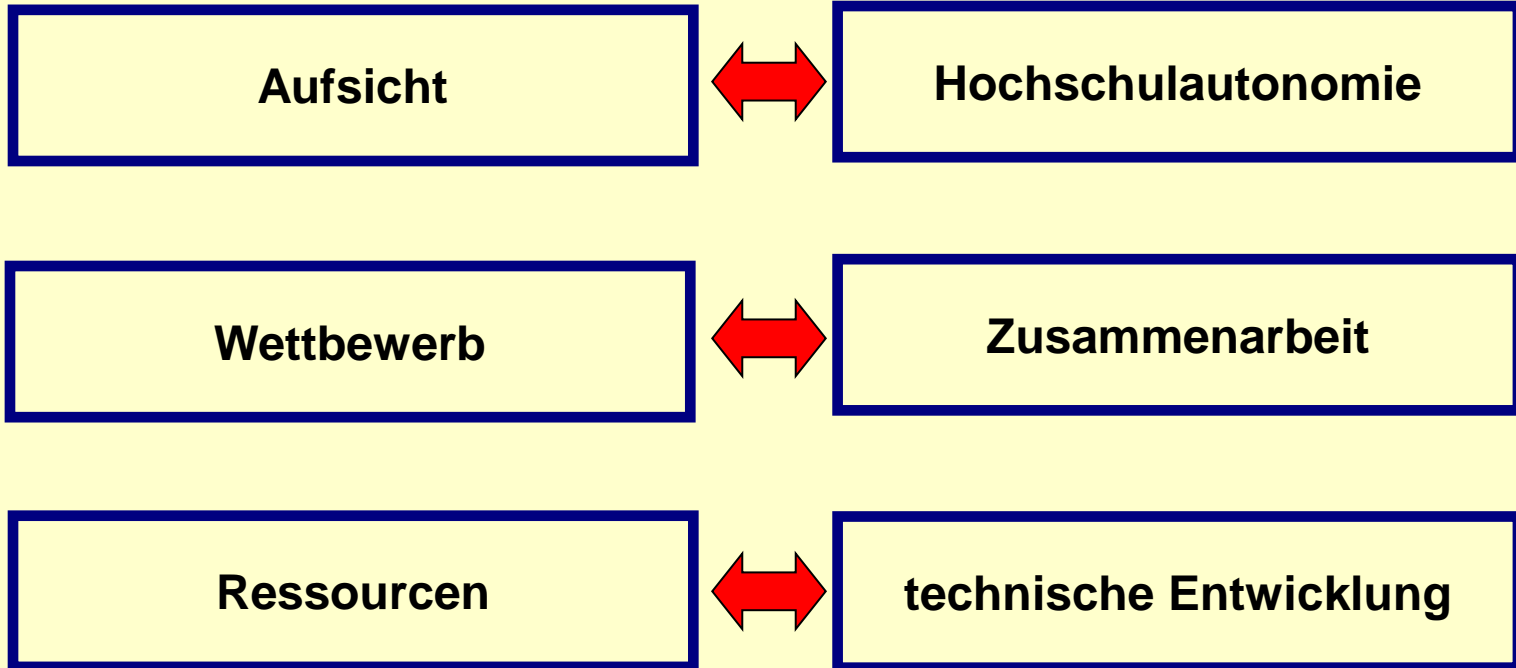 Aufsicht
Hochschulautonomie
Wettbewerb
Zusammenarbeit
Ressourcen
technische Entwicklung